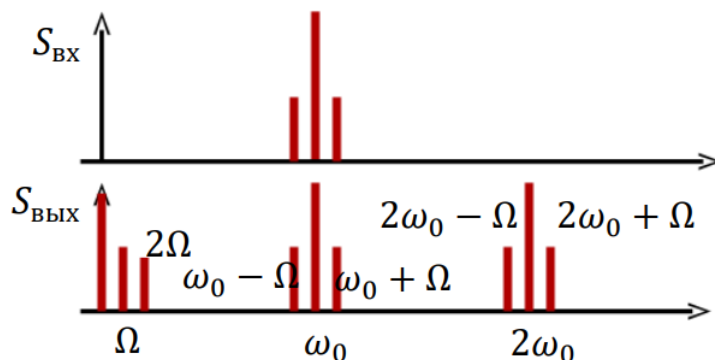 S_вх
S_вых
2Ω
ω₀ − Ω
ω₀ + Ω
2ω₀ − Ω
2ω₀ + Ω
Ω
ω₀
2ω₀